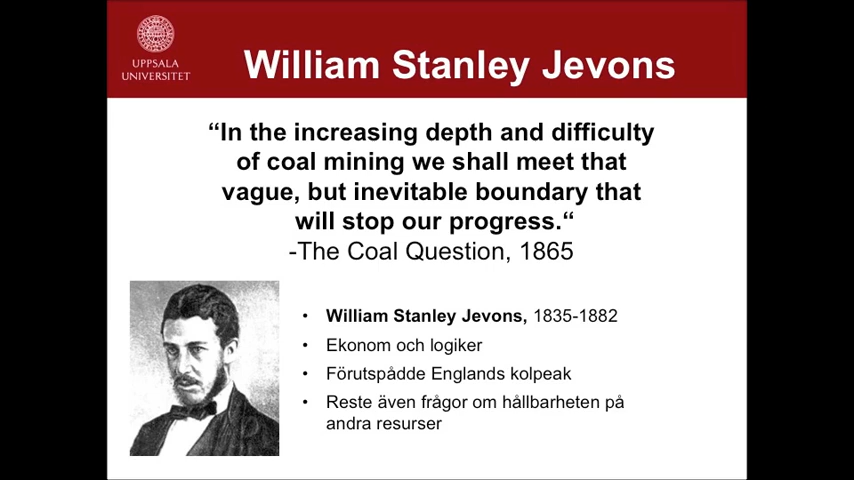 UPPSALA
UNIVERSITET
William Stanley Jevons
“In the increasing depth and difficulty
of coal mining we shall meet that
vague, but inevitable boundary that
will stop our progress.“
-The Coal Question, 1865
• William Stanley Jevons, 1835-1882
• Ekonom och logiker
• Förutspådde Englands kolpeak
• Reste även frågor om hållbarheten på
andra resurser